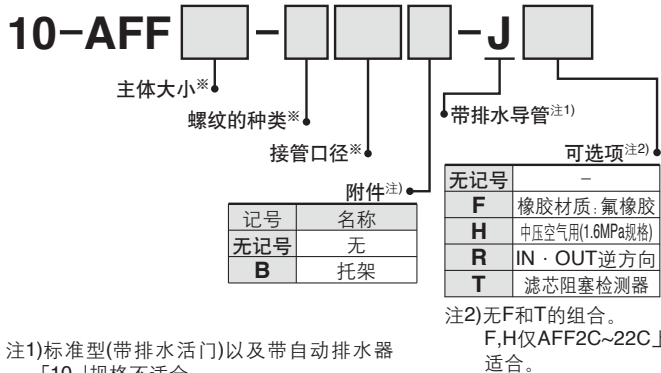 10-AFF - - J
主体大小※
螺纹的种类※
接管口径※
附件注)
记号 名称
无记号 无
B 托架
带排水导管注1)
可选项注2)
无记号 -
F 橡胶材质:氟橡胶
H 中压空气用(1.6MPa规格)
R IN·OUT逆方向
T 滤芯阻塞检测器
注2)无F和T的组合。
F,H仅AFF2C~22C
适合。
注1)标准型(带排水活门)以及带自动排水器
「10-」规格不适合